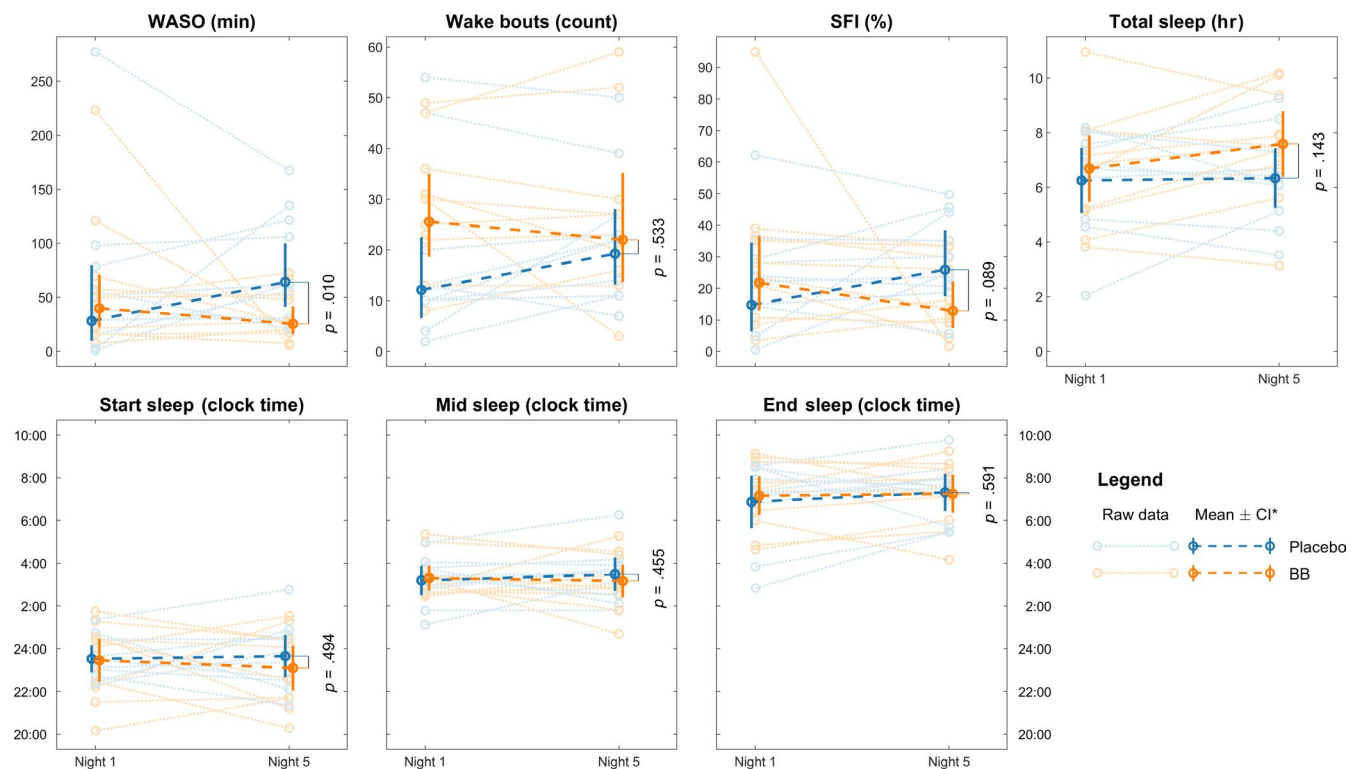 WASO (min)
Wake bouts (count)
SFI (%)
Total sleep (hr)
250
200
150
100
50
0
p = .010
60
50
40
30
20
10
0
p = .533
90
80
70
60
50
40
30
20
10
0
p = .089
10
8
6
4
2
0
p = .143
Night 1
Night 5
Start sleep (clock time)
Mid sleep (clock time)
End sleep (clock time)
10:00
8:00
6:00
4:00
2:00
24:00
22:00
20:00
p = .494
p = .455
p = .591
10:00
8:00
6:00
4:00
2:00
24:00
22:00
20:00
Night 1
Night 5
Night 1
Night 5
Night 1
Night 5
Legend
Raw data
Mean ± CI*
Placebo
BB